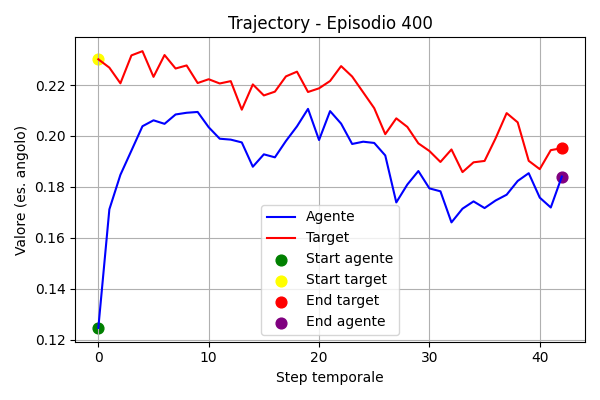 Trajectory - Episodio 400
Valore (es. angolo)
0.22
0.20
0.18
0.16
0.14
0.12
Agente
Target
Start agente
Start target
End target
End agente
0 10 20 30 40
Step temporale